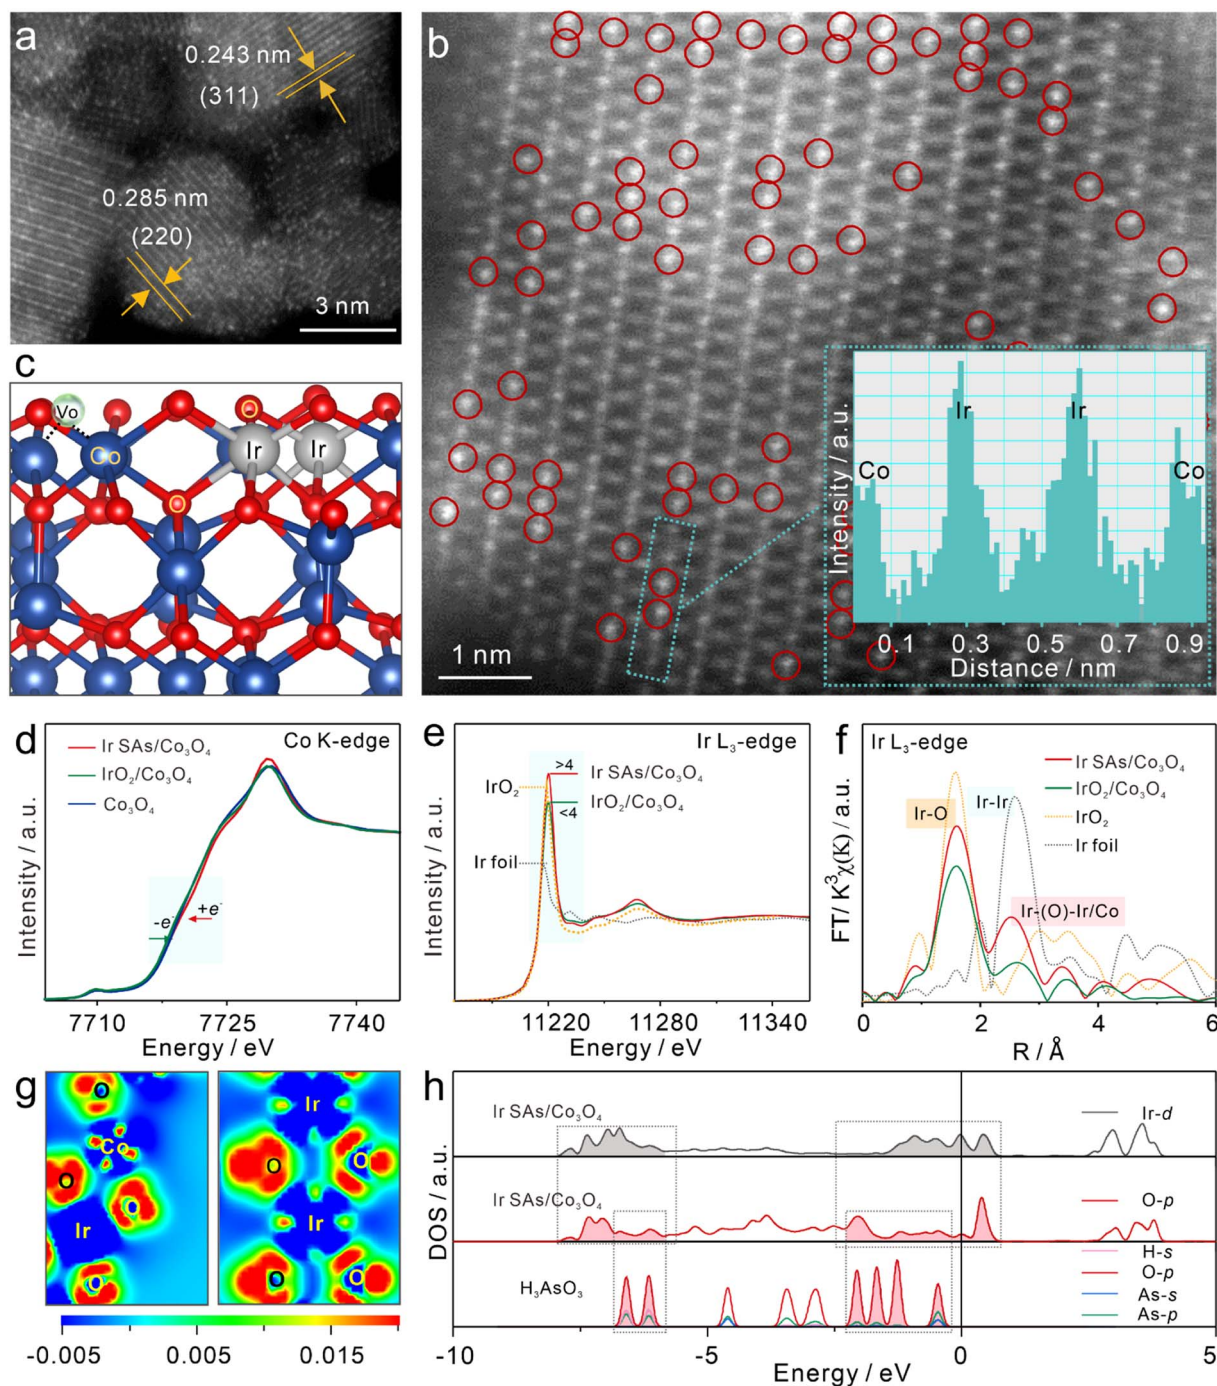 a
0.243 nm
(311)
0.285 nm
(220)
3 nm
b
1 nm
Intensity / a.u.
Co
Ir
Ir
Co
0.1 0.3 0.5 0.7 0.9
Distance / nm
c
Vo
Co
O
Ir
Ir
O
d
Co K-edge
Ir SAs/Co₃O₄
IrO₂/Co₃O₄
Co₃O₄
-e⁻
+e⁻
Intensity / a.u.
7710 7725 7740
Energy / eV
e
Ir L₃-edge
>4
Ir SAs/Co₃O₄
IrO₂
IrO₂/Co₃O₄
<4
Ir foil
Intensity / a.u.
11220 11280 11340
Energy / eV
f
Ir L₃-edge
Ir SAs/Co₃O₄
IrO₂/Co₃O₄
IrO₂
Ir foil
Ir-O
Ir-Ir
Ir-(O)-Ir/Co
FT/ K³χ(K) / a.u.
0 2 4 6
R / Å
g
O
Co
O
O
Ir
O
Ir
O
O
Ir
O
O
-0.005 0.005 0.015
h
Ir SAs/Co₃O₄
Ir-d
Ir SAs/Co₃O₄
O-p
H₃AsO₃
H-s
O-p
As-s
As-p
DOS / a.u.
-10 -5 0 5
Energy / eV